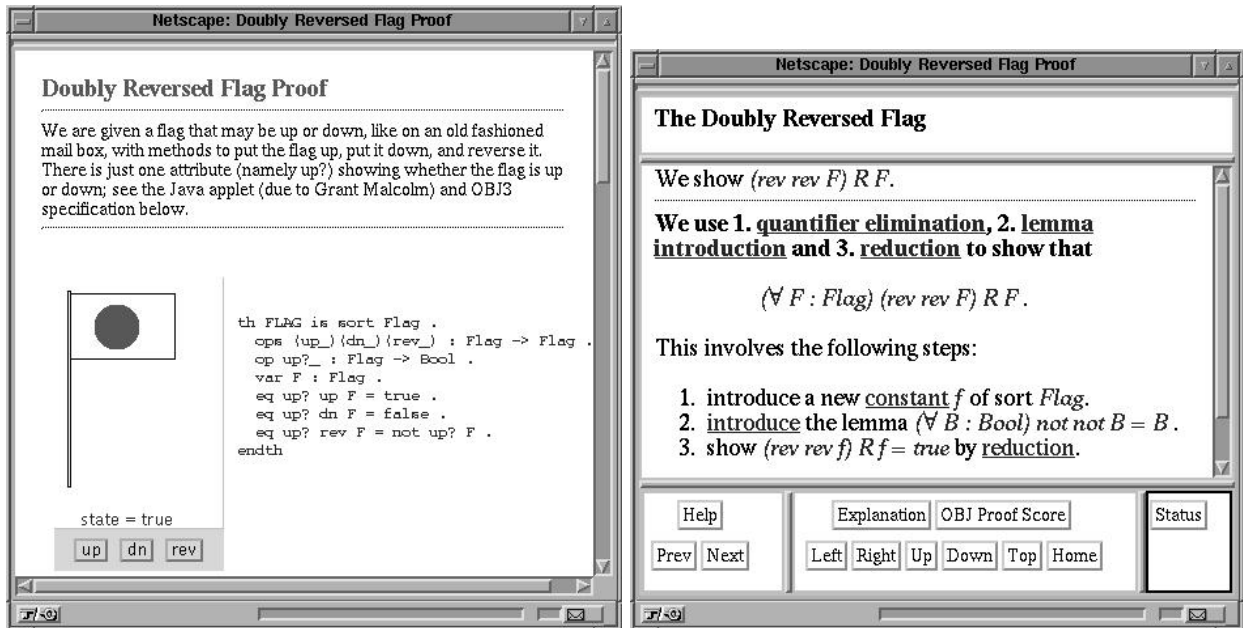 Netscape: Doubly Reversed Flag Proof
Doubly Reversed Flag Proof
We are given a flag that may be up or down, like on an old fashioned
mail box, with methods to put the flag up, put it down, and reverse it.
There is just one attribute (namely up?) showing whether the flag is up
or down; see the Java applet (due to Grant Malcolm) and OBJ3
specification below.
th FLAG is sort Flag .
ops (up_)(dn_)(rev_) : Flag -> Flag .
op up?_ : Flag -> Bool .
var F : Flag .
eq up? up F = true .
eq up? dn F = false .
eq up? rev F = not up? F .
endth
state = true
up dn rev
Netscape: Doubly Reversed Flag Proof
The Doubly Reversed Flag
We show (rev rev F) R F.
We use 1. quantifier elimination, 2. lemma
introduction and 3. reduction to show that
(∀ F : Flag) (rev rev F) R F .
This involves the following steps:
1. introduce a new constant f of sort Flag.
2. introduce the lemma (∀ B : Bool) not not B = B .
3. show (rev rev f) R f = true by reduction.
Help
Explanation OBJ Proof Score
Status
Prev Next
Left Right Up Down Top Home